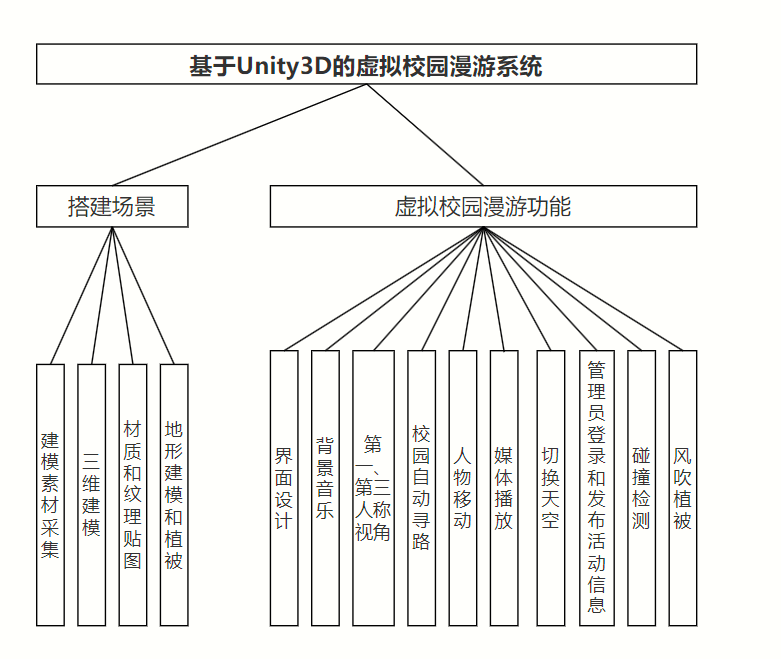 基于Unity3D的虚拟校园漫游系统
搭建场景
虚拟校园漫游功能
建模素材采集
三维建模
材质和纹理贴图
地形建模和植被
界面设计
背景音乐
第一、第三人称视角
校园自动寻路
人物移动
媒体播放
切换天空
管理员登录和发布活动信息
碰撞检测
风吹植被